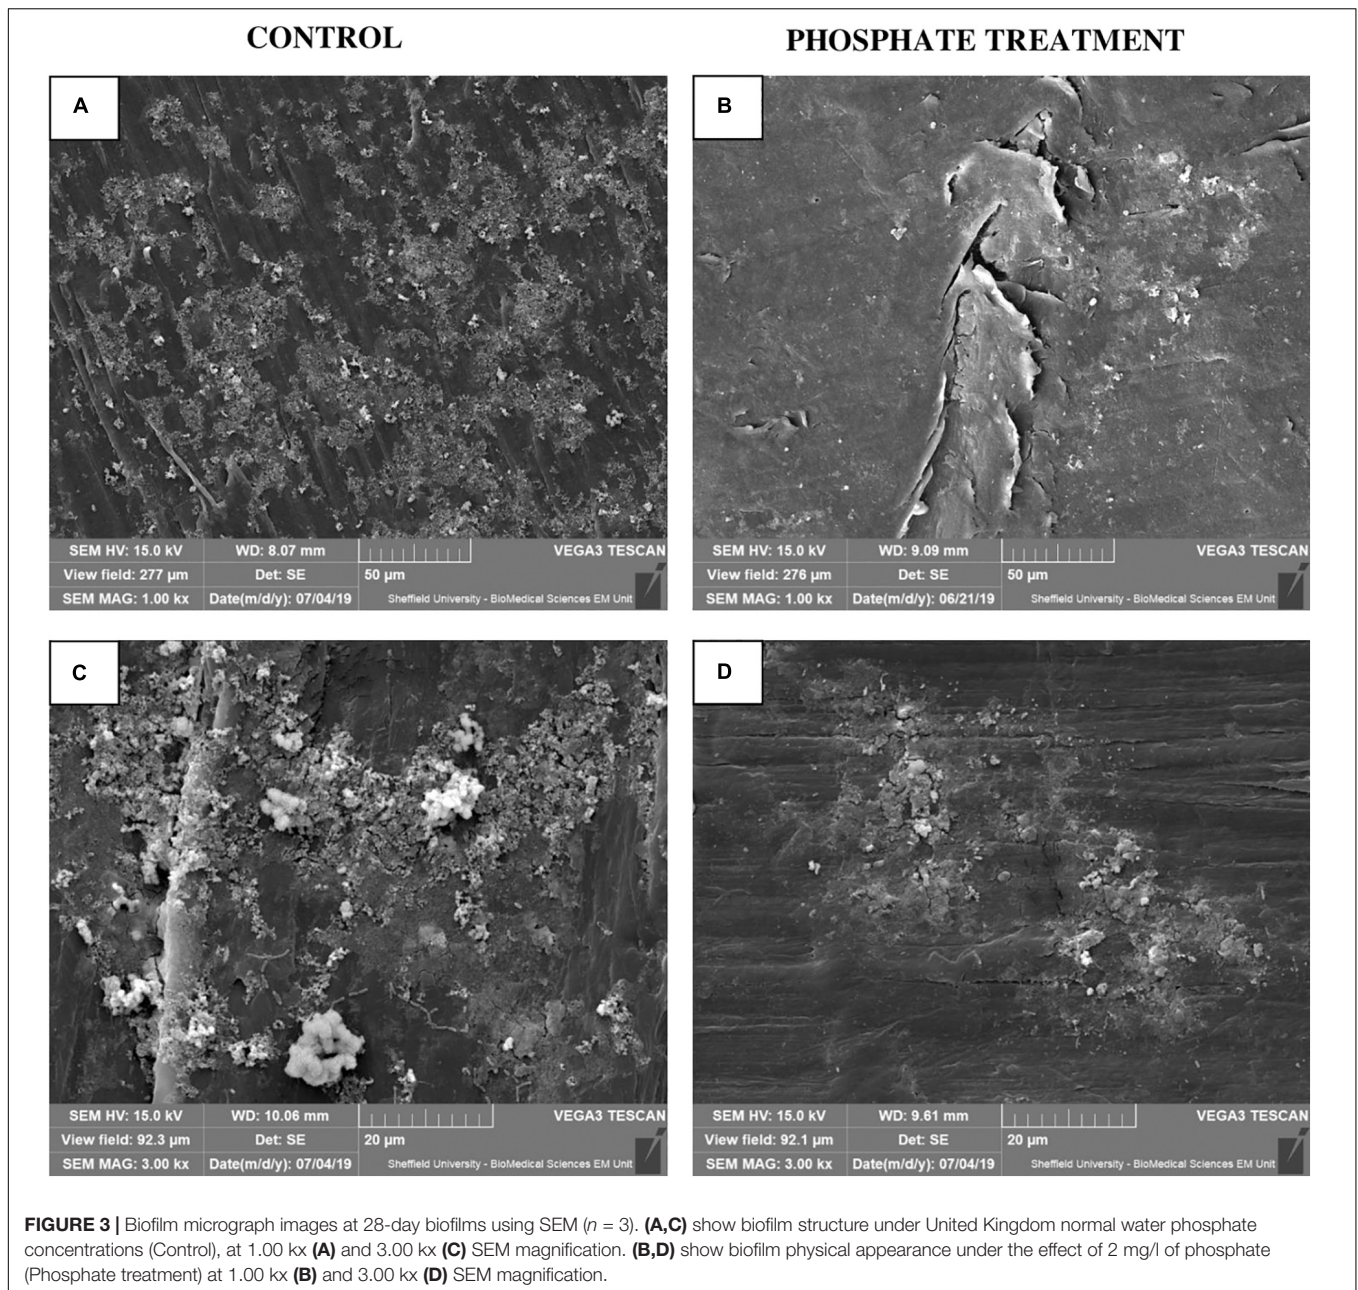 CONTROL
PHOSPHATE TREATMENT
A
B
SEM HV: 15.0 kV WD: 8.07 mm VEGA3 TESCAN
View field: 277 µm Det: SE 50 µm
SEM MAG: 1.00 kx Date(m/d/y): 07/04/19 Sheffield University - BioMedical Sciences EM Unit
SEM HV: 15.0 kV WD: 9.09 mm VEGA3 TESCAN
View field: 276 µm Det: SE 50 µm
SEM MAG: 1.00 kx Date(m/d/y): 06/21/19 Sheffield University - BioMedical Sciences EM Unit
C
D
SEM HV: 15.0 kV WD: 10.06 mm VEGA3 TESCAN
View field: 92.3 µm Det: SE 20 µm
SEM MAG: 3.00 kx Date(m/d/y): 07/04/19 Sheffield University - BioMedical Sciences EM Unit
SEM HV: 15.0 kV WD: 9.61 mm VEGA3 TESCAN
View field: 92.1 µm Det: SE 20 µm
SEM MAG: 3.00 kx Date(m/d/y): 07/04/19 Sheffield University - BioMedical Sciences EM Unit
FIGURE 3 | Biofilm micrograph images at 28-day biofilms using SEM (n = 3). (A,C) show biofilm structure under United Kingdom normal water phosphate
concentrations (Control), at 1.00 kx (A) and 3.00 kx (C) SEM magnification. (B,D) show biofilm physical appearance under the effect of 2 mg/l of phosphate
(Phosphate treatment) at 1.00 kx (B) and 3.00 kx (D) SEM magnification.